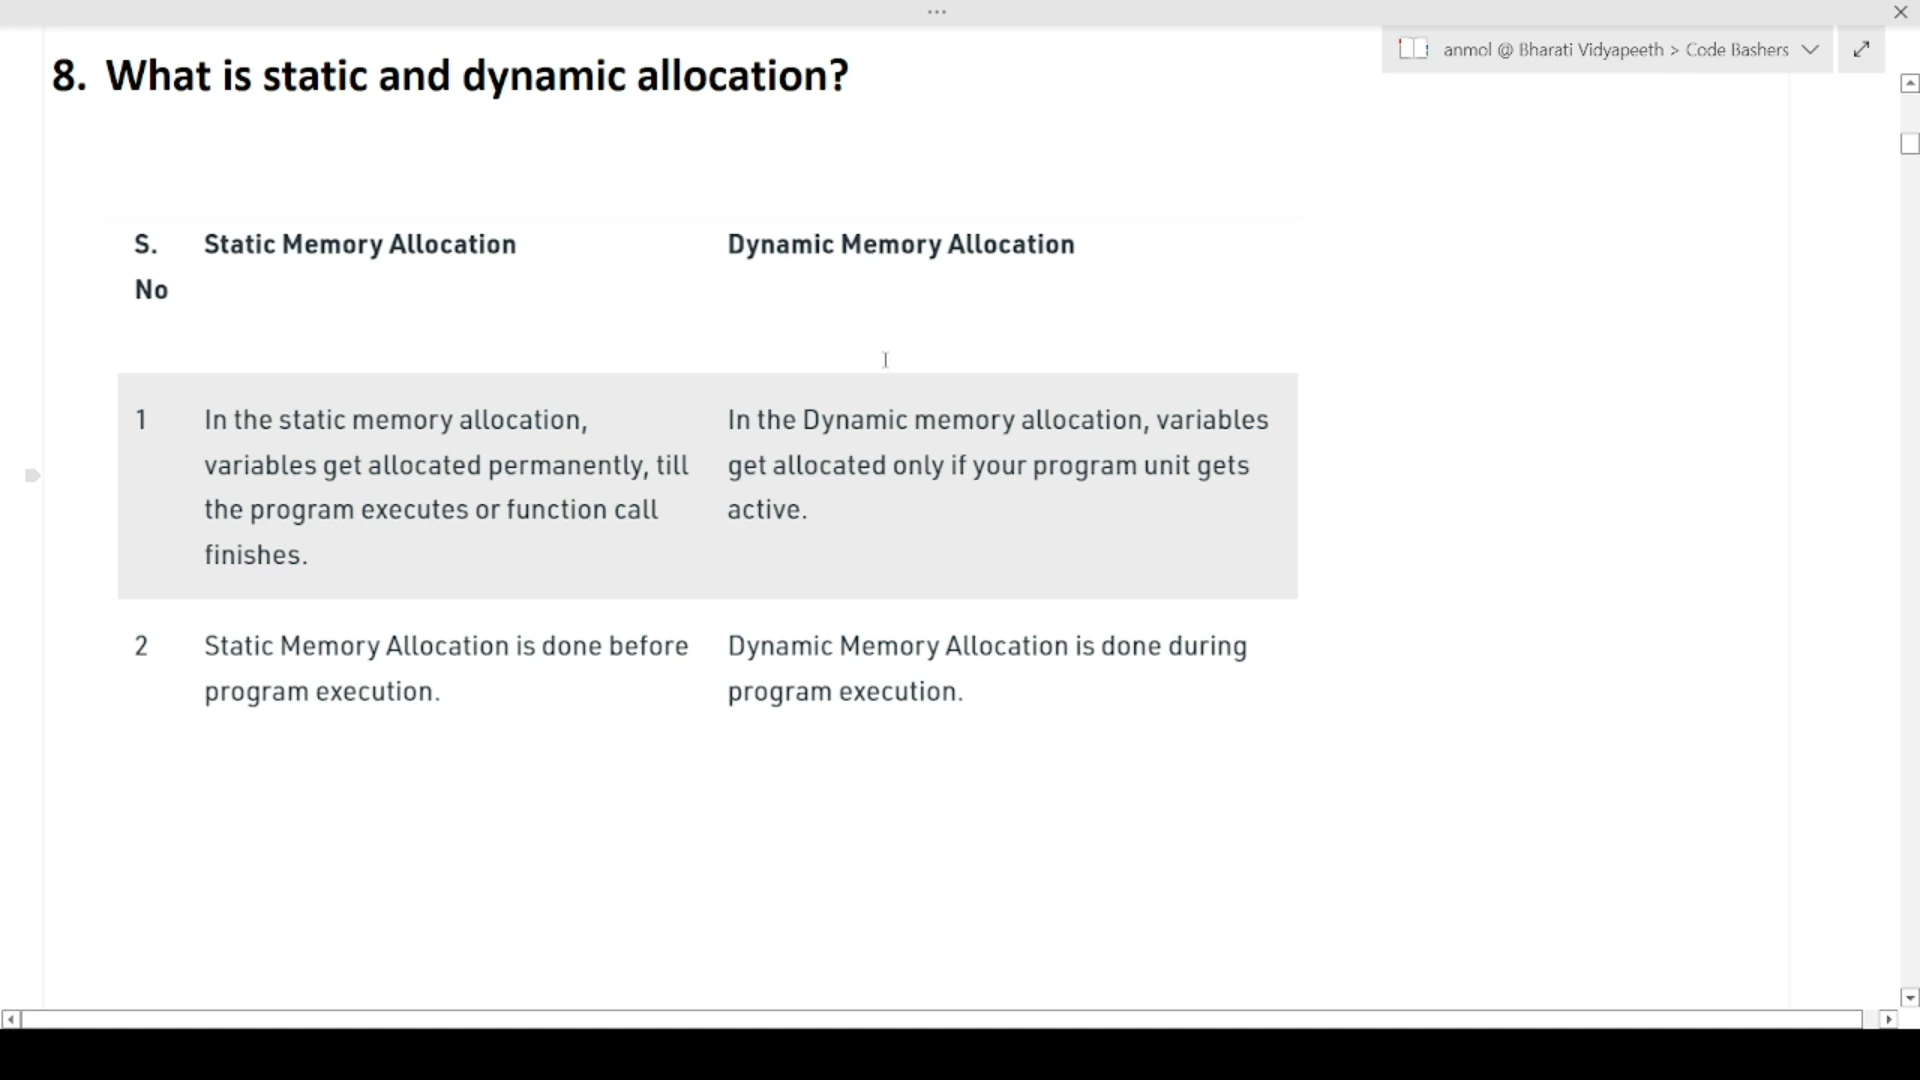 anmol @ Bharati Vidyapeeth > Code Bashers
8. What is static and dynamic allocation?
S. No
Static Memory Allocation
Dynamic Memory Allocation
1
In the static memory allocation,
variables get allocated permanently, till
the program executes or function call
finishes.
In the Dynamic memory allocation, variables
get allocated only if your program unit gets
active.
2
Static Memory Allocation is done before
program execution.
Dynamic Memory Allocation is done during
program execution.